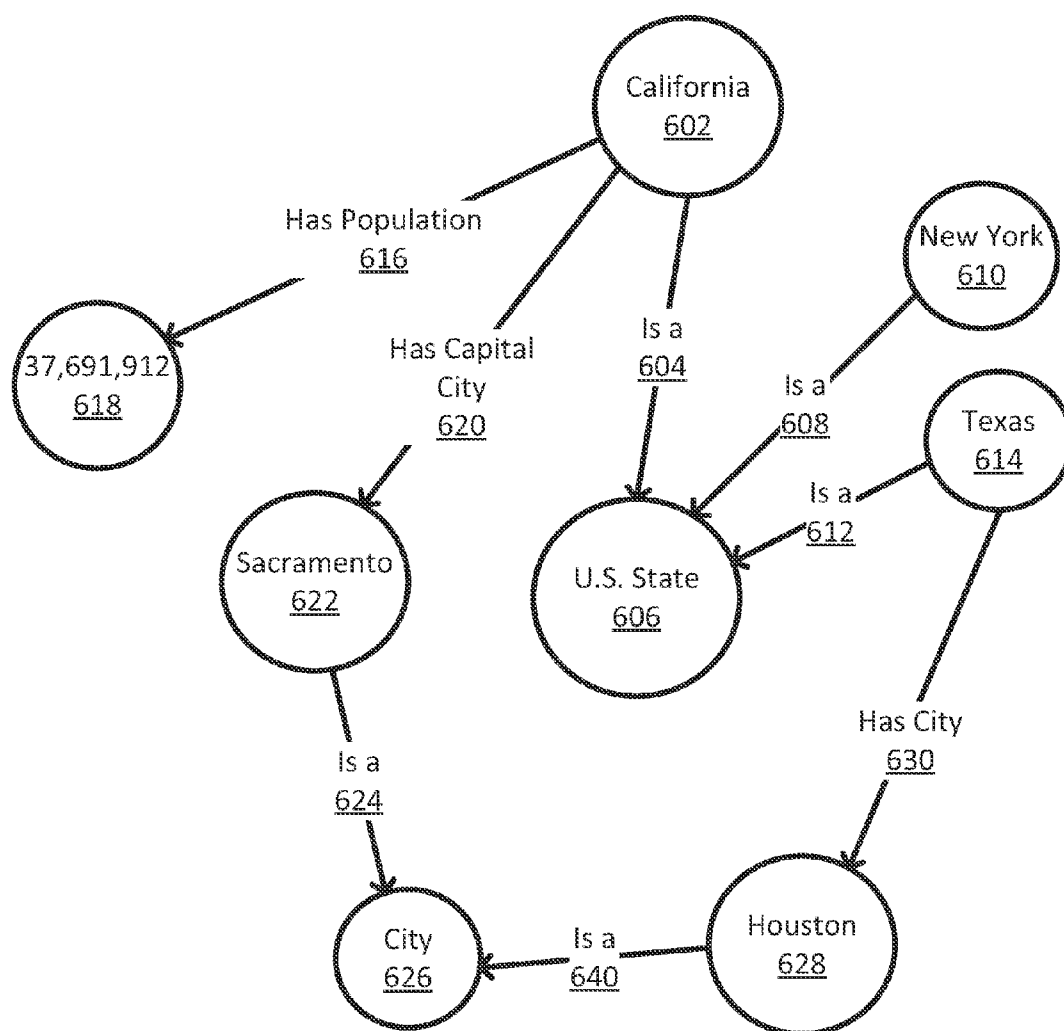 California
602
Has Population
616
New York
610
37,691,912
618
Has Capital
City
620
Is a
604
Is a
608
Texas
614
Is a
612
Sacramento
622
U.S. State
606
Has City
630
Is a
624
City
626
Is a
640
Houston
628